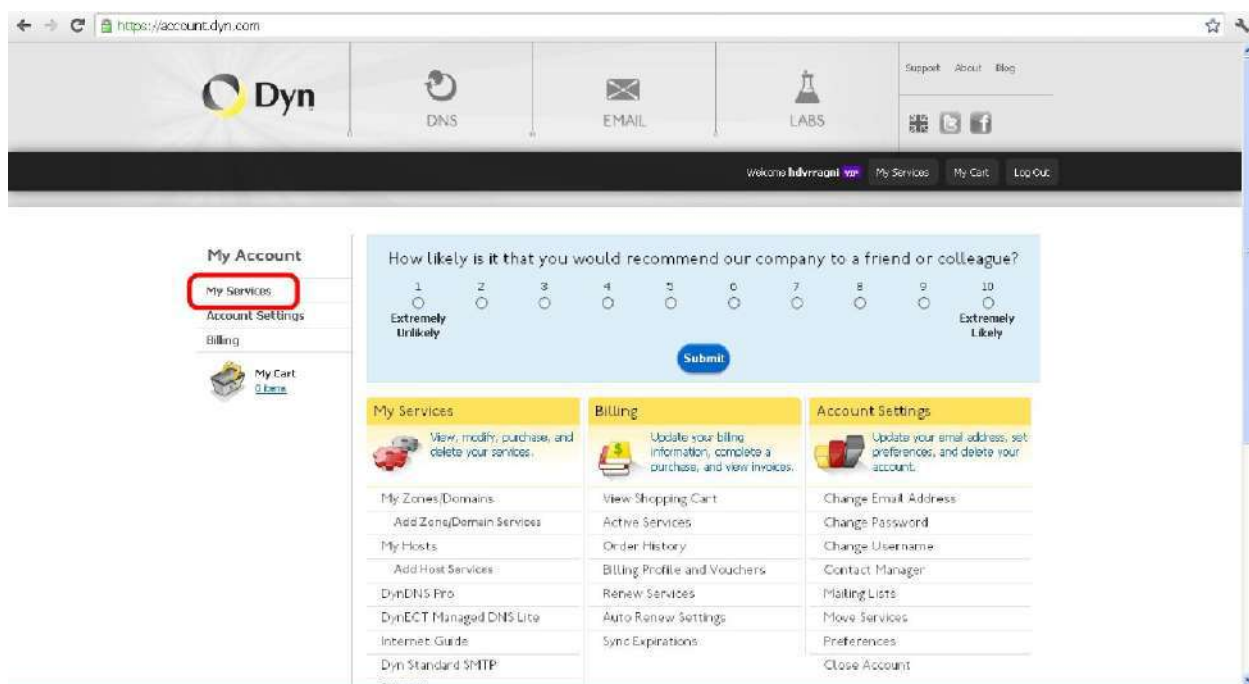 https://account.dyn.com
Dyn
DNS
EMAIL
LABS
Support About Blog
Welcome hdvrragni VIP My Services My Cart Log Out
My Account
My Services
Account Settings
Billing
My Cart
0 items
How likely is it that you would recommend our company to a friend or colleague?
1 2 3 4 5 6 7 8 9 10
Extremely Unlikely
Extremely Likely
Submit
My Services
View, modify, purchase, and
delete your services.
My Zones/Domains
Add Zone/Domain Services
My Hosts
Add Host Services
DynDNS Pro
DynECT Managed DNS Lite
Internet Guide
Dyn Standard SMTP
Billing
Update your billing
information, complete a
purchase, and view invoices.
View Shopping Cart
Active Services
Order History
Billing Profile and Vouchers
Renew Services
Auto Renew Settings
Sync Expirations
Account Settings
Update your email address, set
preferences, and delete your
account.
Change Email Address
Change Password
Change Username
Contact Manager
Mailing Lists
Move Services
Preferences
Close Account